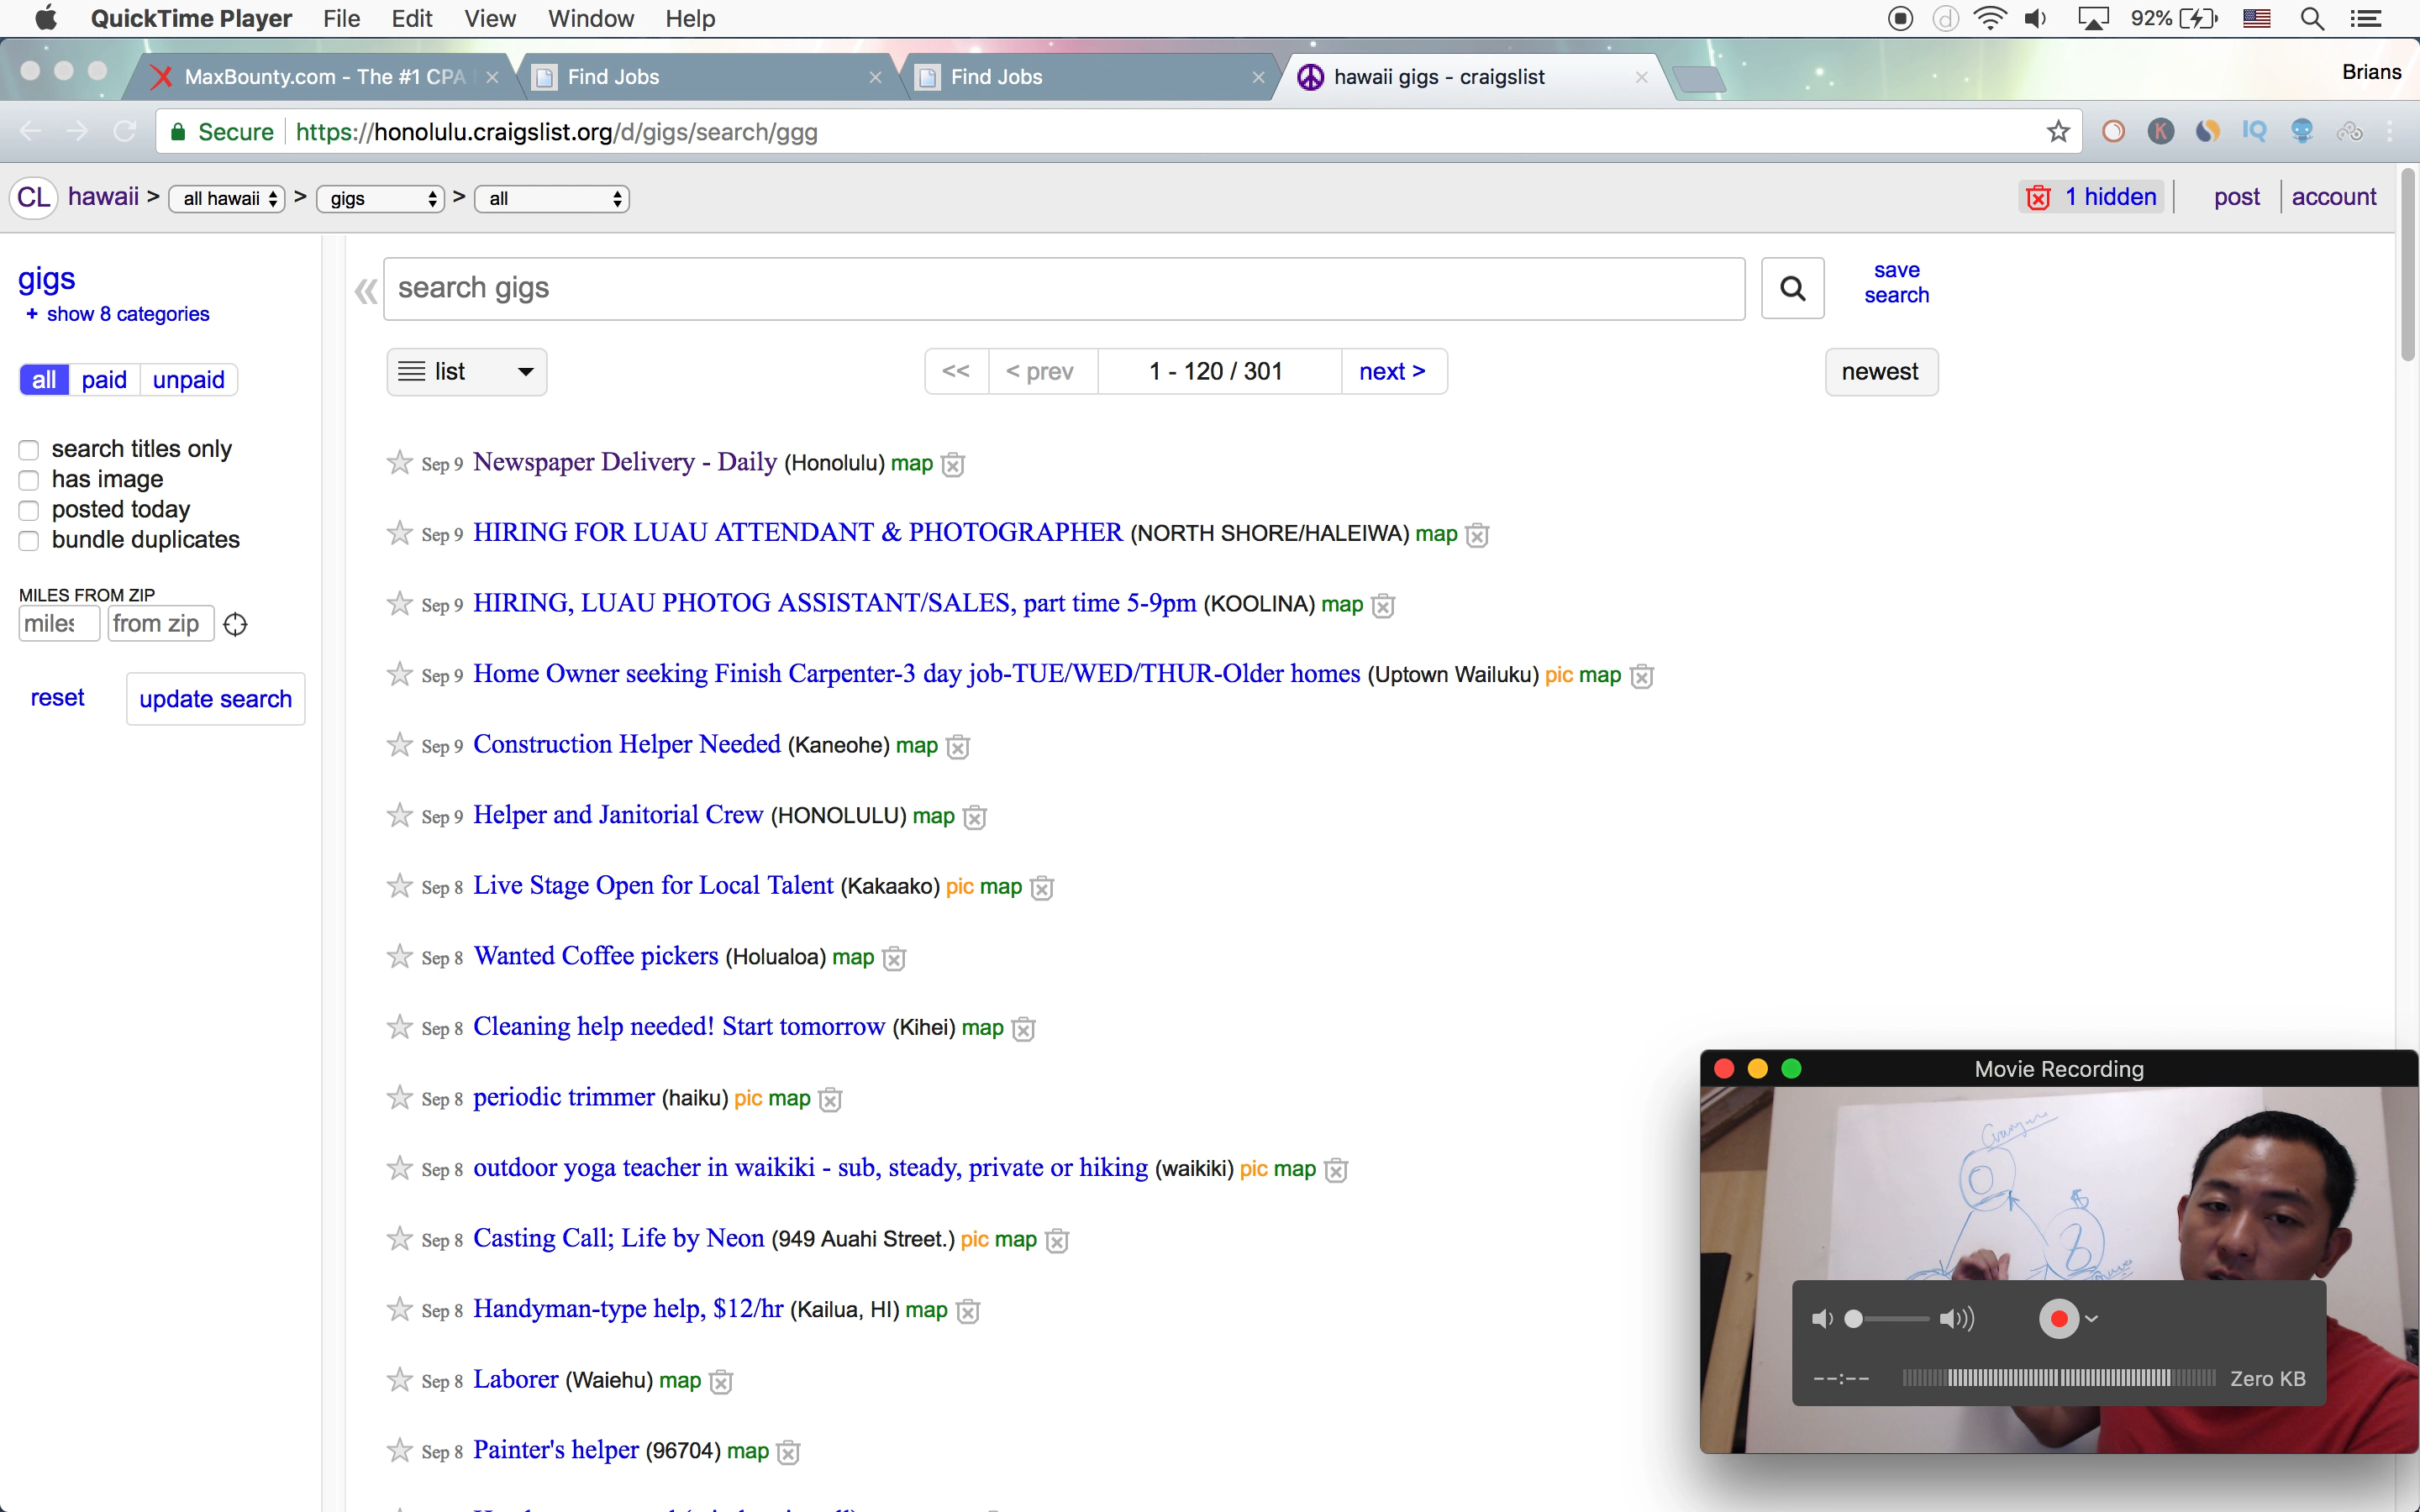 QuickTime Player File Edit View Window Help 92%
MaxBounty.com - The #1 CPA Find Jobs Find Jobs hawaii gigs - craigslist Brians
Secure https://honolulu.craigslist.org/d/gigs/search/ggg K IQ
CL hawaii > all hawaii > gigs > all 1 hidden post account
gigs
+ show 8 categories
all paid unpaid
search titles only
has image
posted today
bundle duplicates
MILES FROM ZIP
miles from zip
reset update search
« search gigs save search
list << < prev 1 - 120 / 301 next > newest
Sep 9 Newspaper Delivery - Daily (Honolulu) map
Sep 9 HIRING FOR LUAU ATTENDANT & PHOTOGRAPHER (NORTH SHORE/HALEIWA) map
Sep 9 HIRING, LUAU PHOTOG ASSISTANT/SALES, part time 5-9pm (KOOLINA) map
Sep 9 Home Owner seeking Finish Carpenter-3 day job-TUE/WED/THUR-Older homes (Uptown Wailuku) pic map
Sep 9 Construction Helper Needed (Kaneohe) map
Sep 9 Helper and Janitorial Crew (HONOLULU) map
Sep 8 Live Stage Open for Local Talent (Kakaako) pic map
Sep 8 Wanted Coffee pickers (Holualoa) map
Sep 8 Cleaning help needed! Start tomorrow (Kihei) map
Sep 8 periodic trimmer (haiku) pic map
Sep 8 outdoor yoga teacher in waikiki - sub, steady, private or hiking (waikiki) pic map
Sep 8 Casting Call; Life by Neon (949 Auahi Street.) pic map
Sep 8 Handyman-type help, $12/hr (Kailua, HI) map
Sep 8 Laborer (Waiehu) map
Sep 8 Painter's helper (96704) map
Movie Recording
--:-- Zero KB